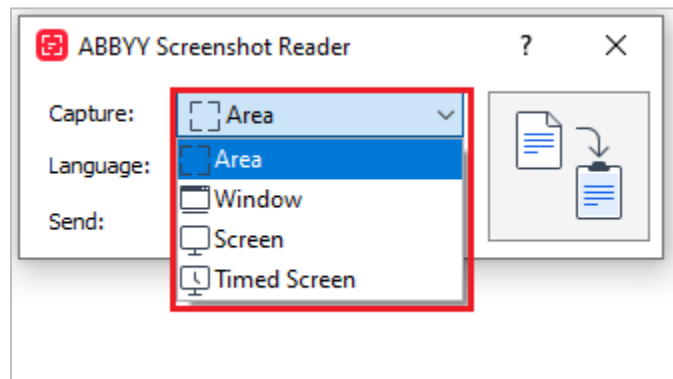 ABBYY Screenshot Reader ?
Capture: Area
Language: Area
Window
Send: Screen
Timed Screen